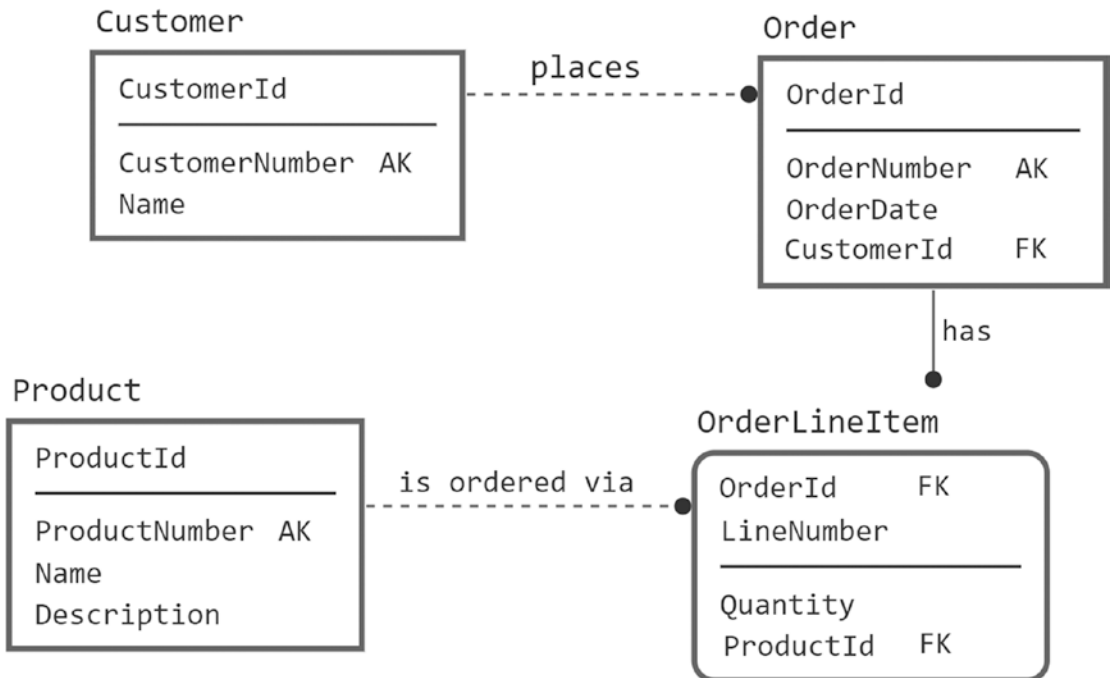 Customer
CustomerId
CustomerNumber AK
Name
places
Order
OrderId
OrderNumber AK
OrderDate
CustomerId FK
has
Product
ProductId
ProductNumber AK
Name
Description
is ordered via
OrderLineItem
OrderId FK
LineNumber
Quantity
ProductId FK